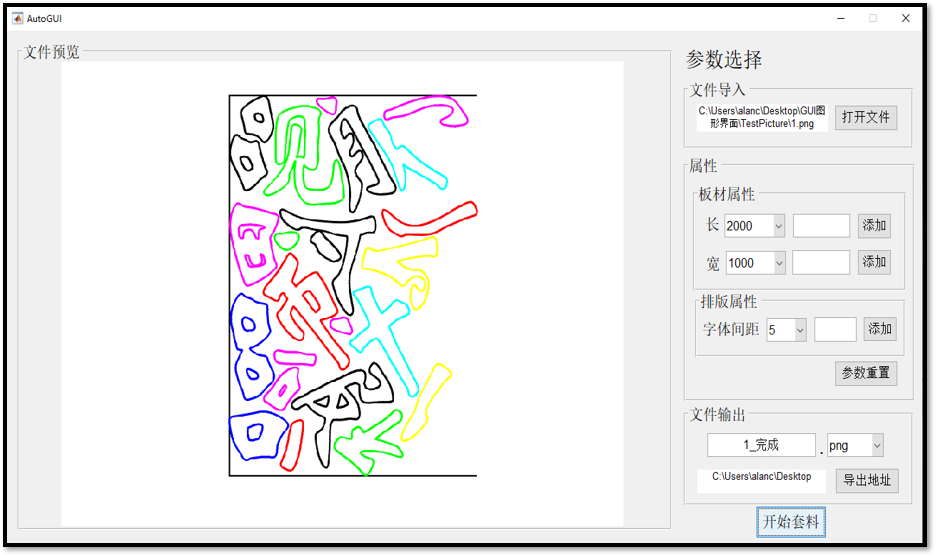 AutoGUI
文件预览
参数选择
文件导入
C:\Users\alanc\Desktop\GUI图
形界面\TestPicture\1.png
打开文件
属性
板材属性
长 2000 添加
宽 1000 添加
排版属性
字体间距 5 添加
参数重置
文件输出
1_完成 . png
C:\Users\alanc\Desktop 导出地址
开始套料